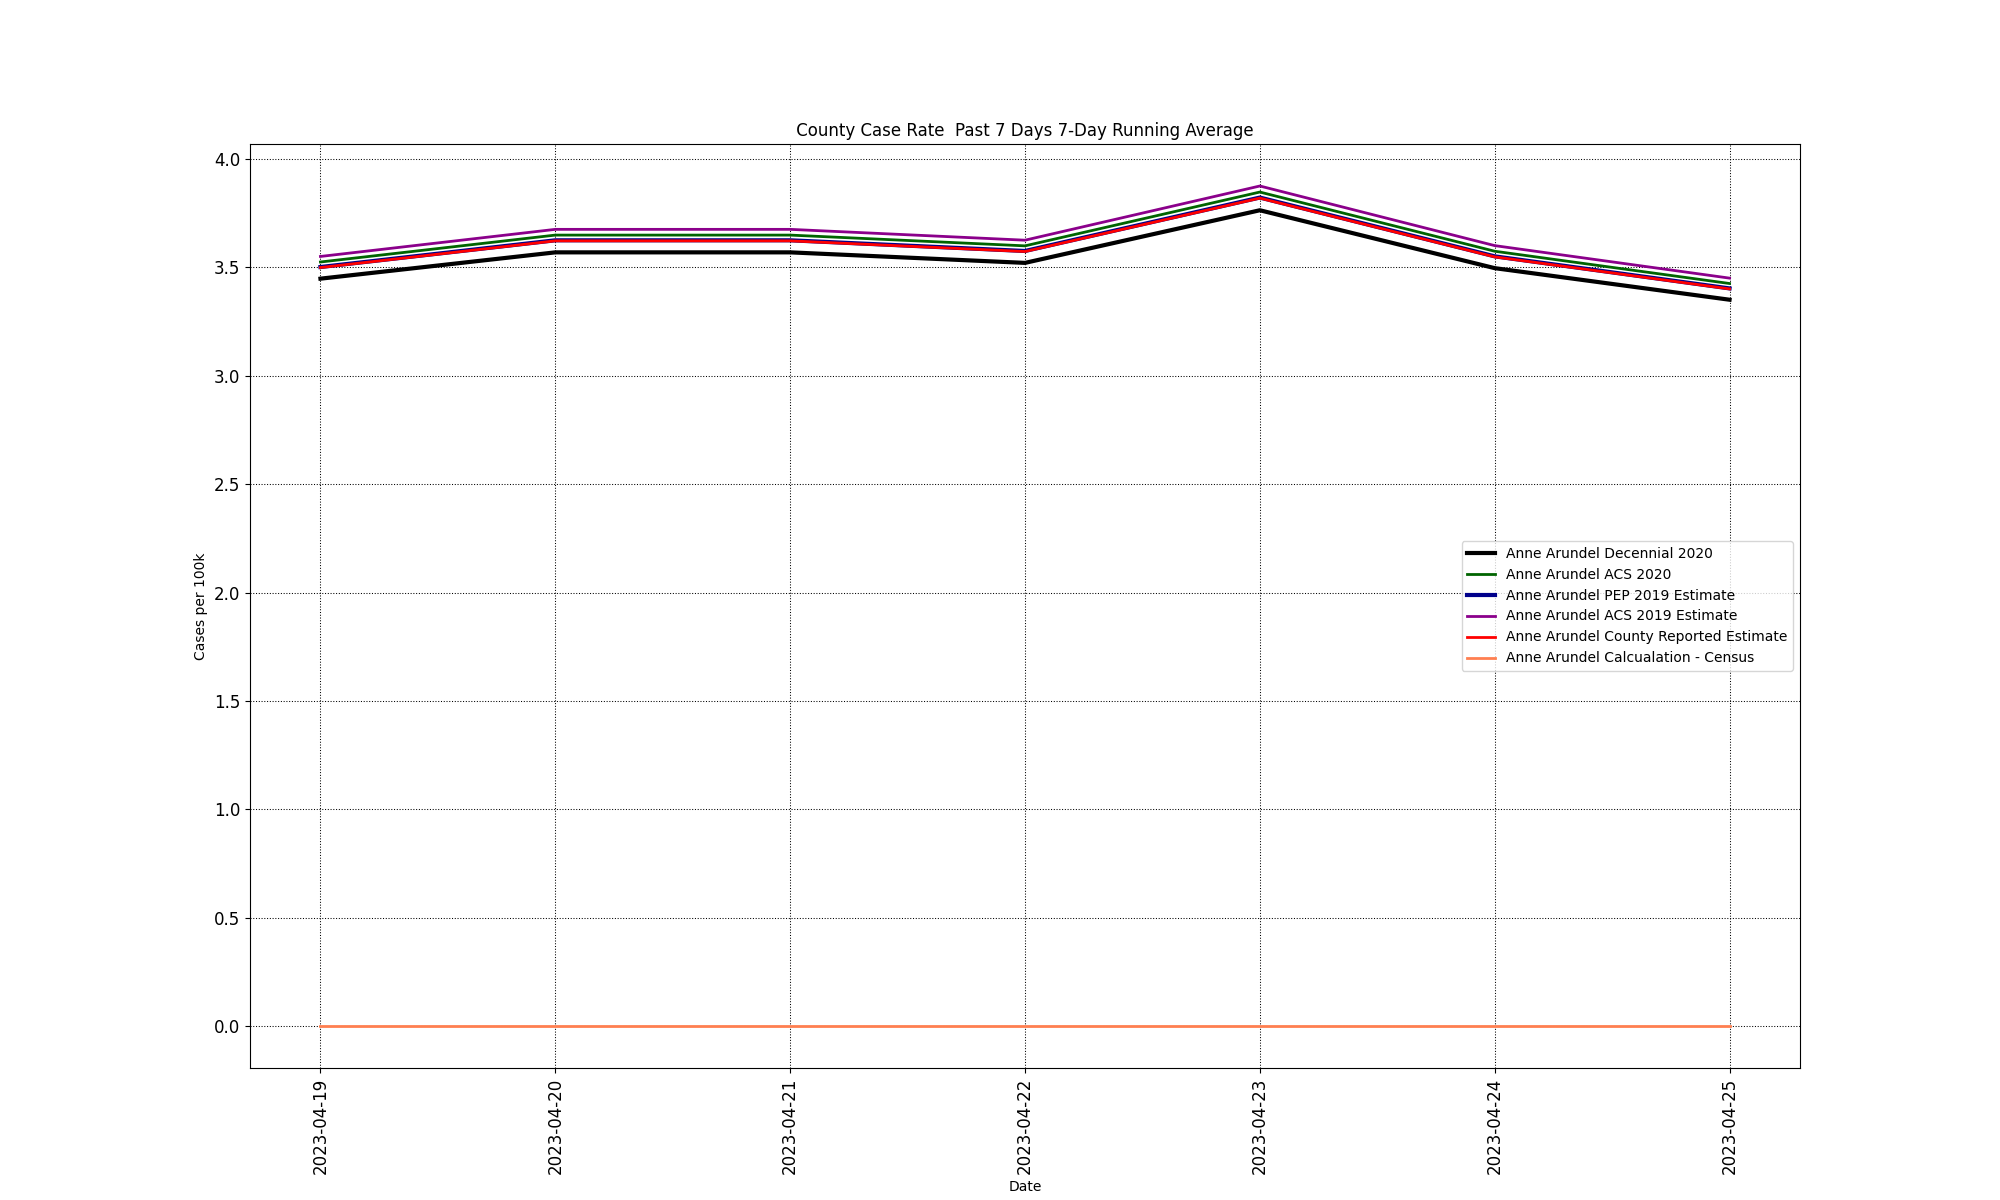 County Case Rate  Past 7 Days 7-Day Running Average
4.0
3.5
3.0
2.5
2.0
1.5
1.0
0.5
0.0
Cases per 100k
Anne Arundel Decennial 2020
Anne Arundel ACS 2020
Anne Arundel PEP 2019 Estimate
Anne Arundel ACS 2019 Estimate
Anne Arundel County Reported Estimate
Anne Arundel Calcualation - Census
2023-04-19
2023-04-20
2023-04-21
2023-04-22
2023-04-23
2023-04-24
2023-04-25
Date